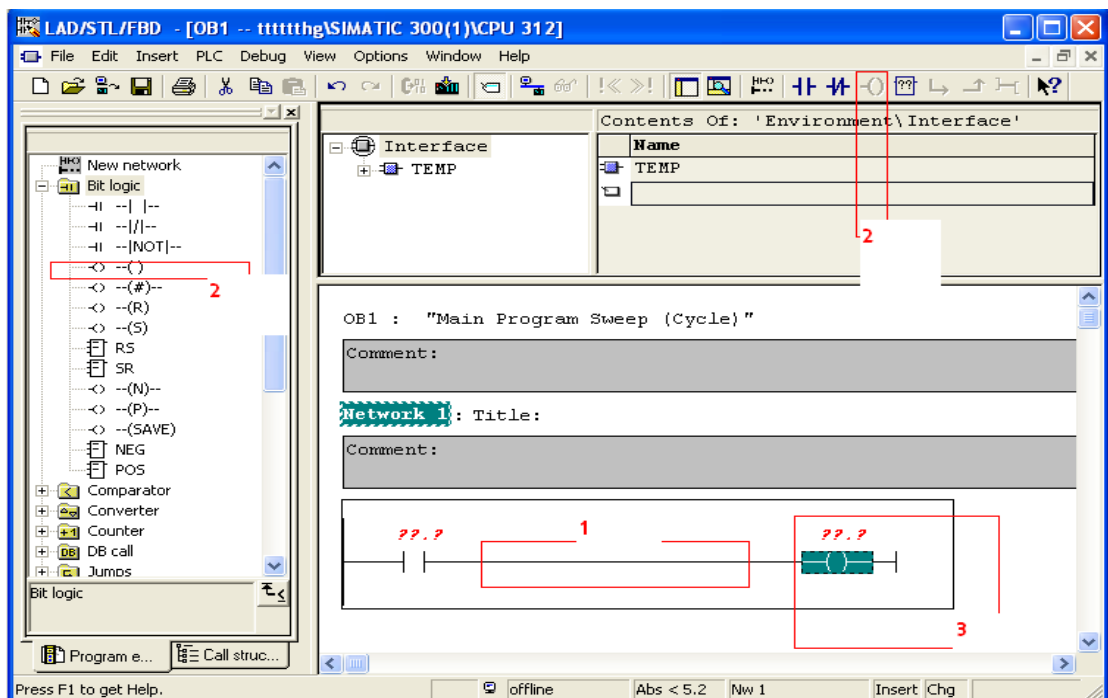 LAD/STL/FBD - [OB1 -- tttttthg\SIMATIC 300(1)\CPU 312]
File Edit Insert PLC Debug View Options Window Help
2
New network
Bit logic
--| |--
--|/|--
--|NOT|--
--( )
--(#)--
--(R)
--(S)
RS
SR
--(N)--
--(P)--
--(SAVE)
NEG
POS
Comparator
Converter
Counter
DB call
Jumps
2
Bit logic
Program e...
Call struc...
Interface
TEMP
Contents Of: 'Environment\Interface'
Name
TEMP
OB1 : "Main Program Sweep (Cycle)"
Comment:
Network 1 : Title:
Comment:
??.?
1
??.?
3
Press F1 to get Help.
offline
Abs < 5.2
Nw 1
Insert
Chg